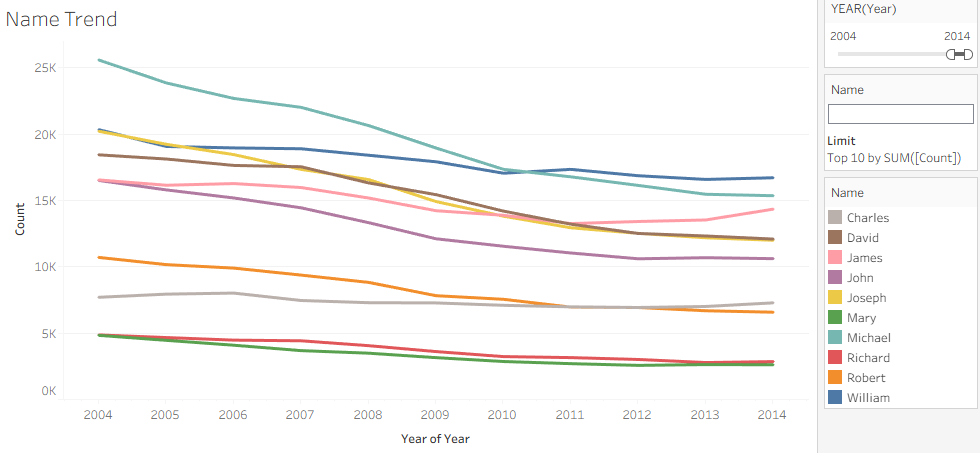 Name Trend
25K
20K
15K
10K
5K
0K
Count
2004 2005 2006 2007 2008 2009 2010 2011 2012 2013 2014
Year of Year
YEAR(Year)
2004 2014
Name
Limit
Top 10 by SUM([Count])
Name
Charles
David
James
John
Joseph
Mary
Michael
Richard
Robert
William